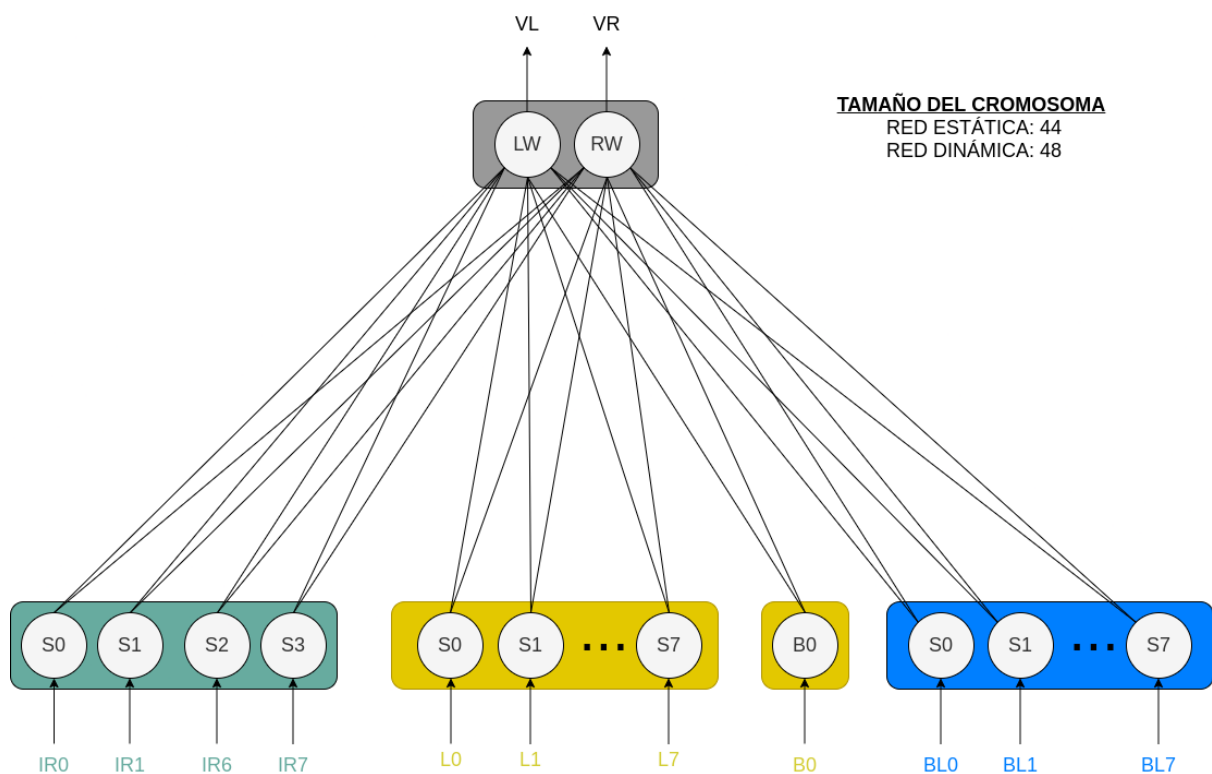 VL VR
TAMAÑO DEL CROMOSOMA
RED ESTÁTICA: 44
RED DINÁMICA: 48
LW RW
S0 S1 S2 S3 S0 S1 ... S7 B0 S0 S1 ... S7
IR0 IR1 IR6 IR7 L0 L1 L7 B0 BL0 BL1 BL7